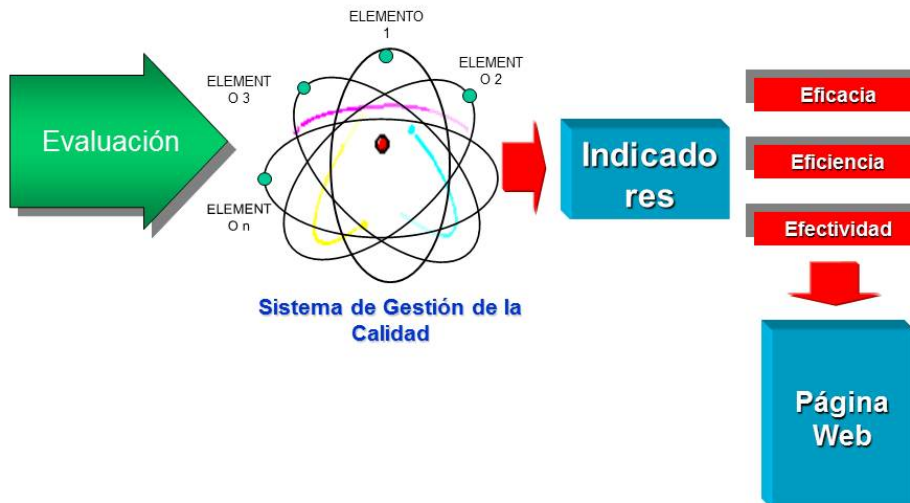 Evaluación
ELEMENTO
1
ELEMENT
O 2
ELEMENT
O 3
ELEMENT
O n
Sistema de Gestión de la
Calidad
Indicado
res
Eficacia
Eficiencia
Efectividad
Página
Web